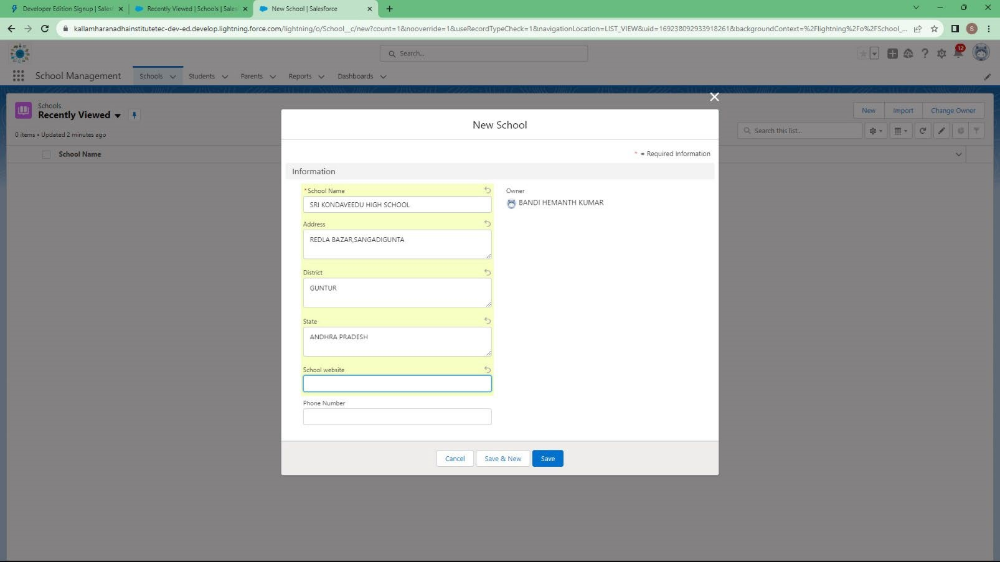 Developer Edition Signup | Sales
Recently Viewed | Schools | Sales
New School | Salesforce
kallamharanadhainstitutetec-dev-ed.develop.lightning.force.com/lightning/o/School__c/new?count=1&nooverride=1&useRecordTypeCheck=1&navigationLocation=LIST_VIEW&uid=169238092933918261&backgroundContext=%2Flightning%2Fo%2FSchool_...
S
Search...
12
School Management
Schools
Students
Parents
Reports
Dashboards
Schools
Recently Viewed
New
Import
Change Owner
0 items • Updated 2 minutes ago
Search this list...
School Name
New School
* = Required Information
Information
*School Name
SRI KONDAVEEDU HIGH SCHOOL
Owner
BANDI HEMANTH KUMAR
Address
REDLA BAZAR,SANGADIGUNTA
District
GUNTUR
State
ANDHRA PRADESH
School website
Phone Number
Cancel
Save & New
Save